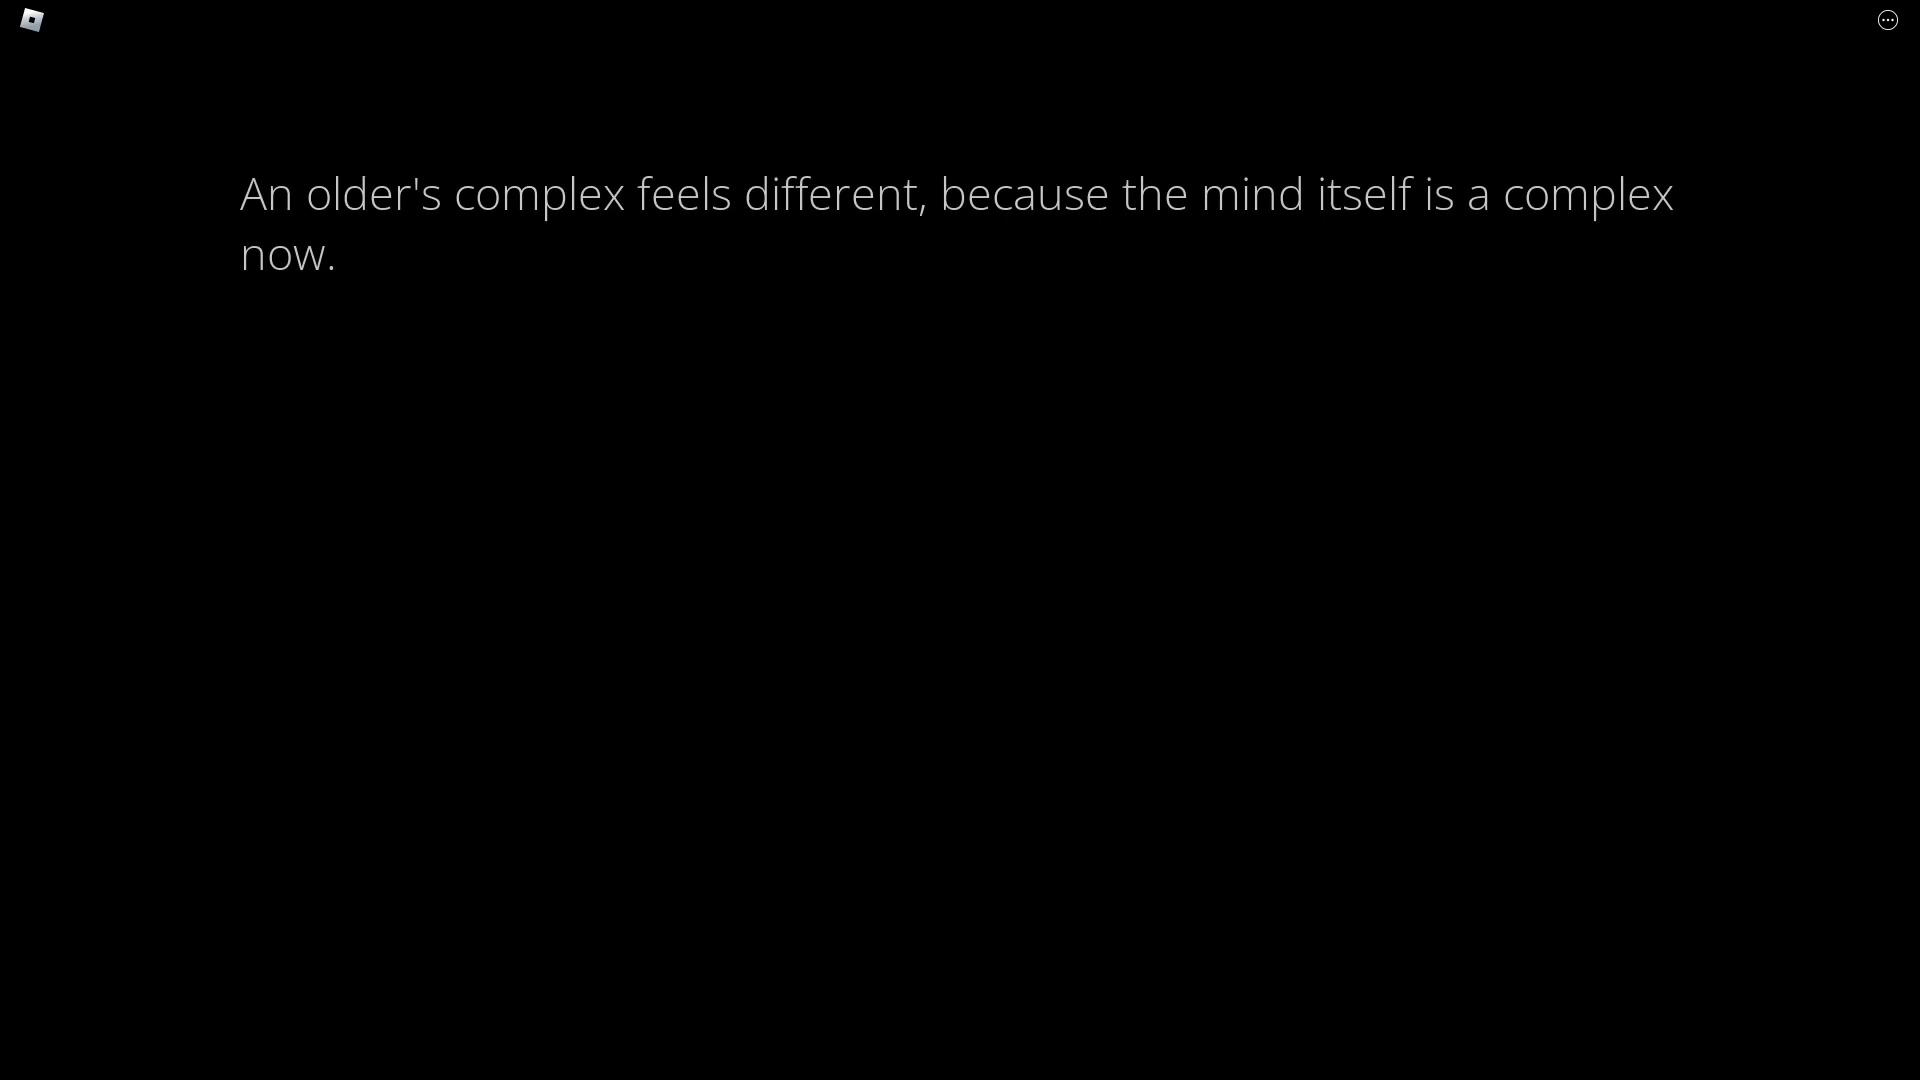 An older's complex feels different, because the mind itself is a complex
now.